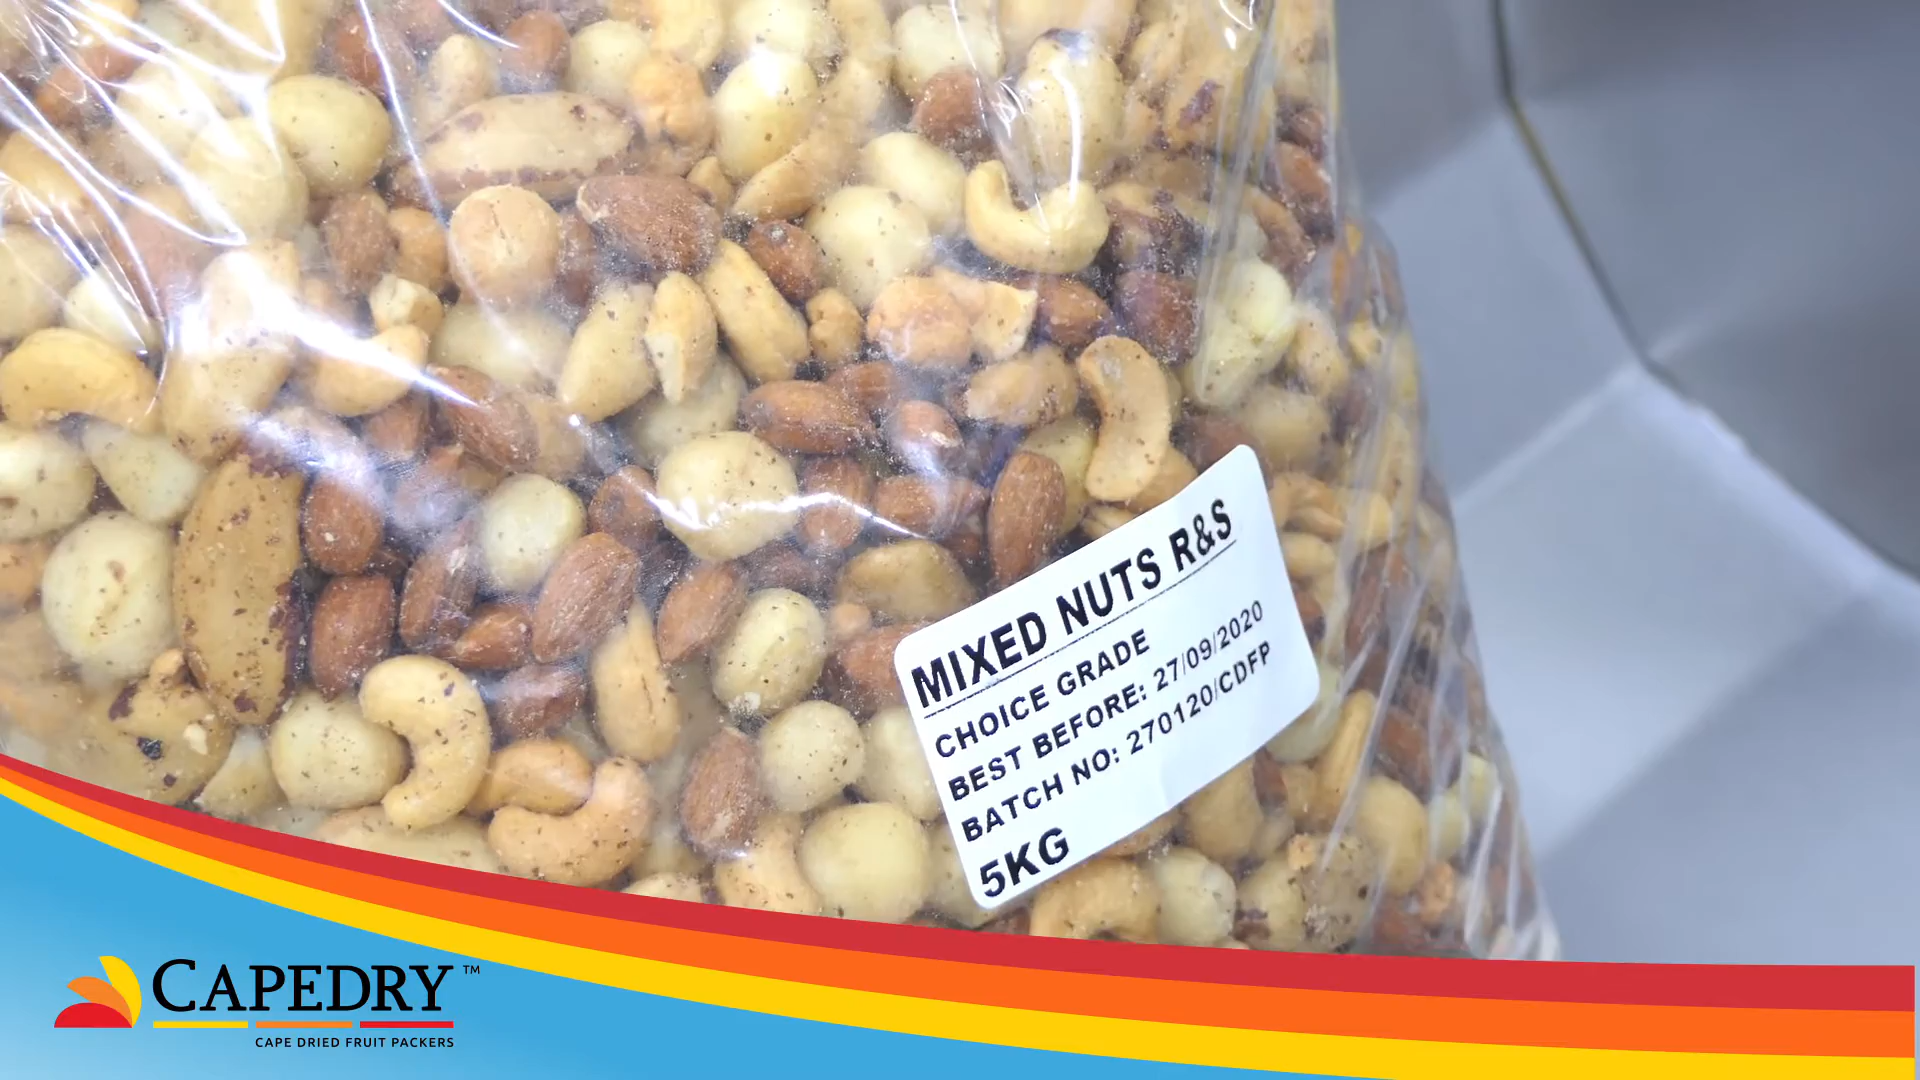 MIXED NUTS R&S
CHOICE GRADE
BEST BEFORE: 27/09/2020
BATCH NO: 270120/CDFP
5KG
CAPEDRY™
CAPE DRIED FRUIT PACKERS